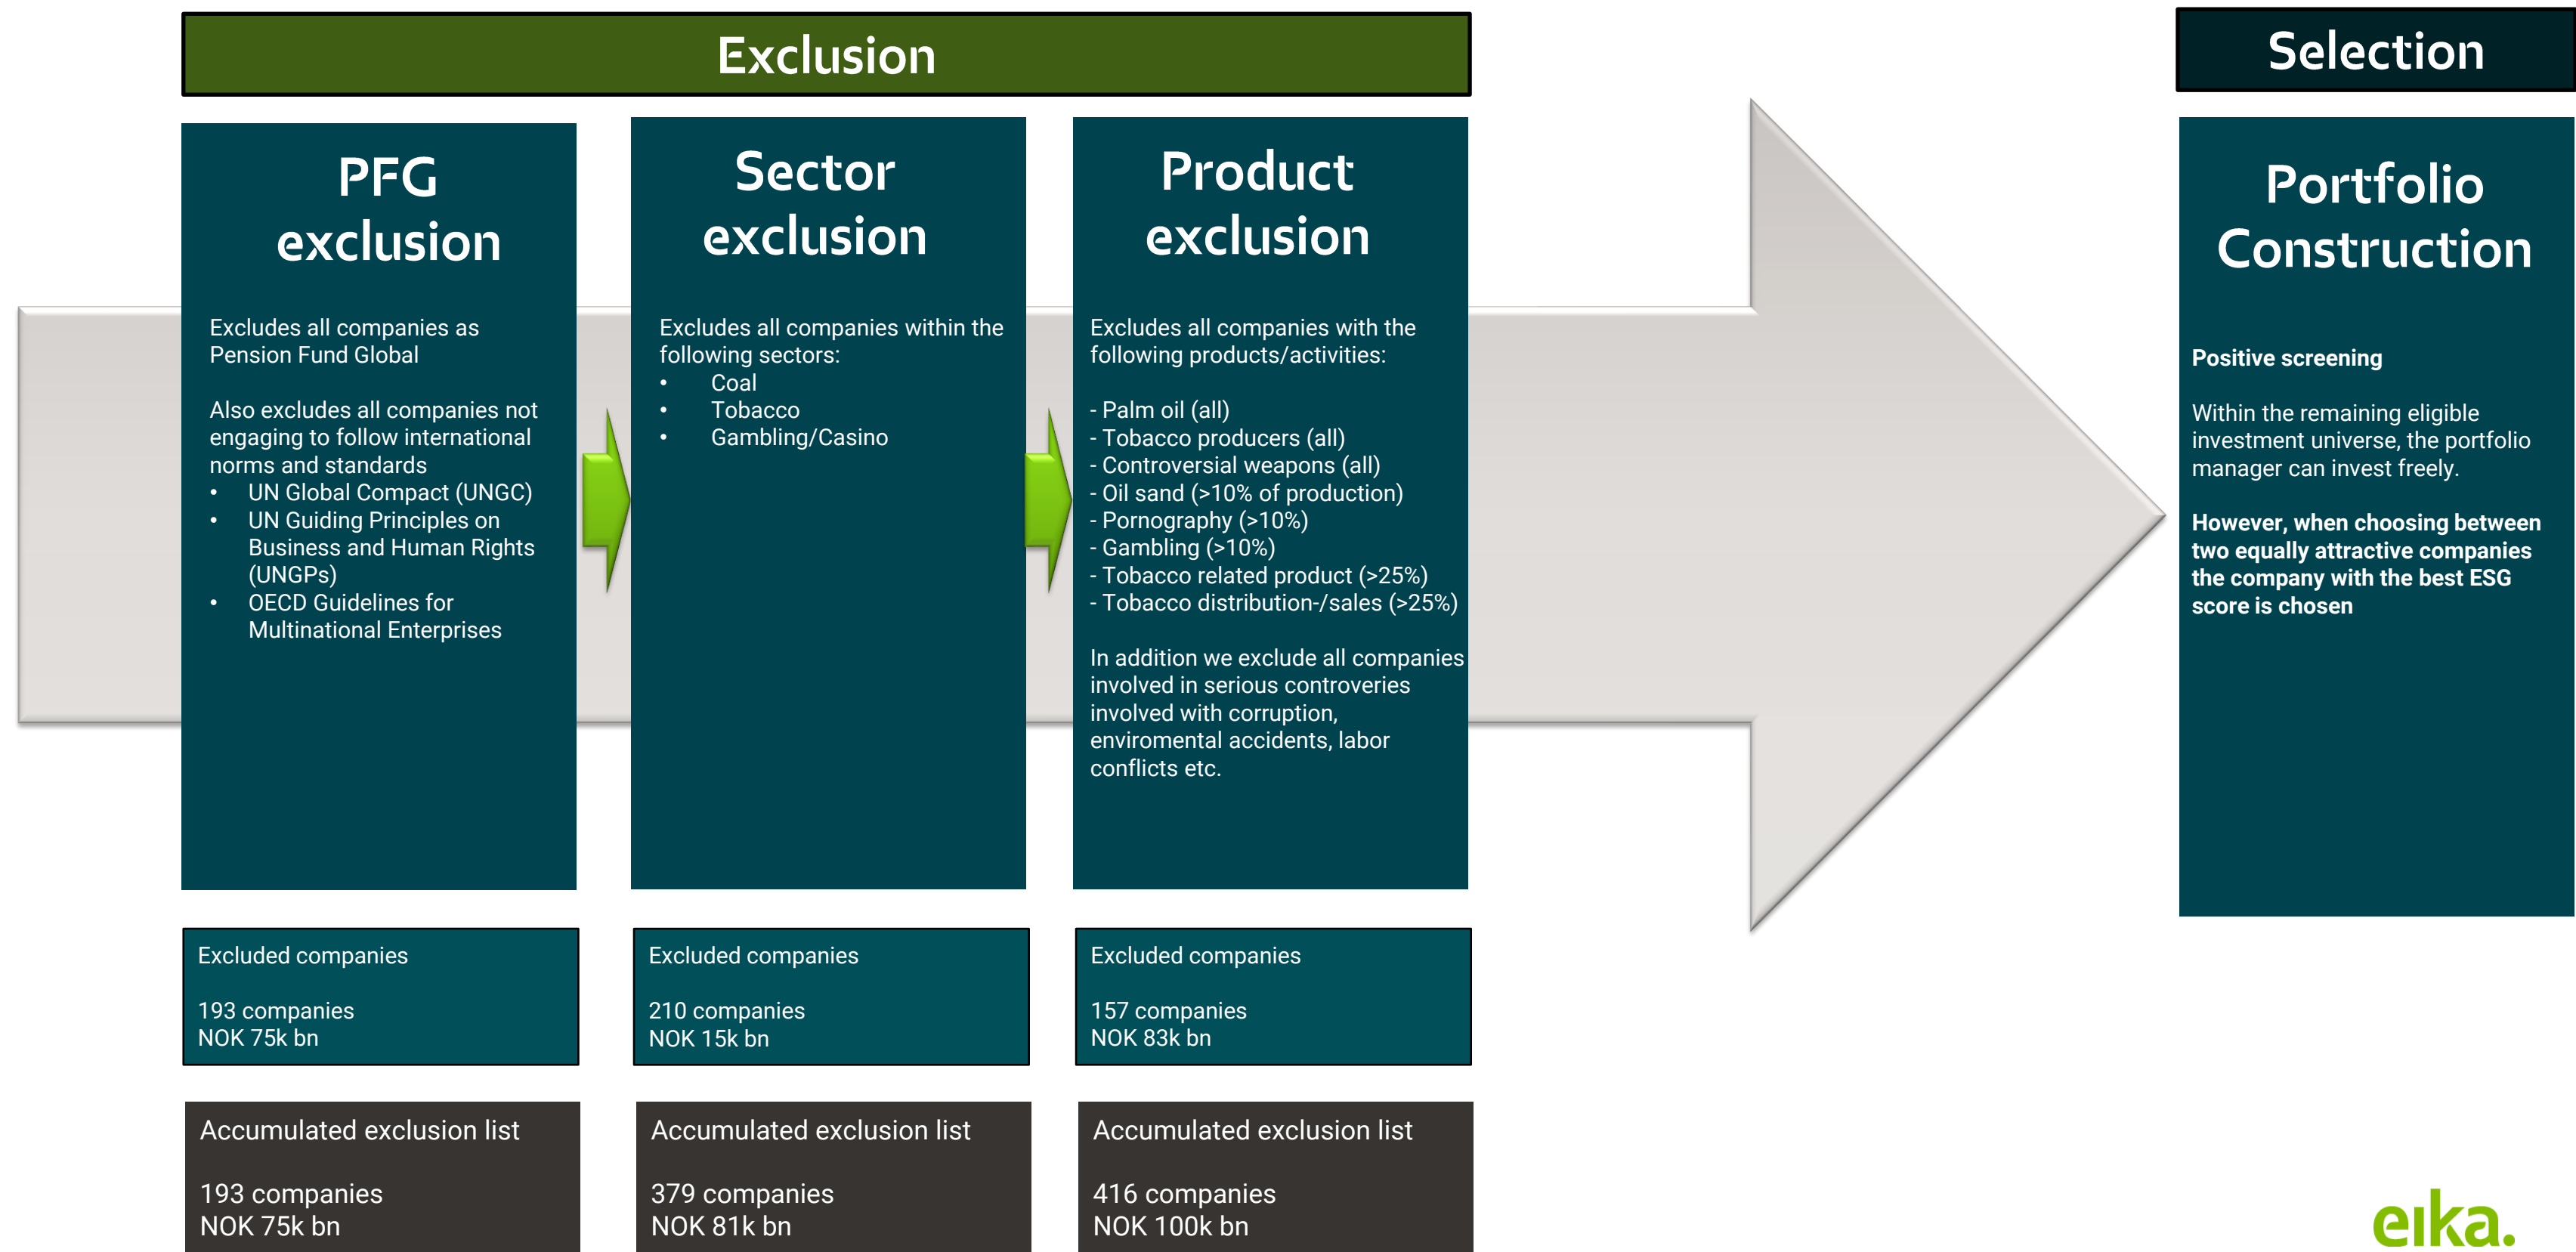 Exclusion
Selection
PFG
exclusion
Excludes all companies as
Pension Fund Global
Also excludes all companies not
engaging to follow international
norms and standards
• UN Global Compact (UNGC)
• UN Guiding Principles on
Business and Human Rights
(UNGPs)
• OECD Guidelines for
Multinational Enterprises
Sector
exclusion
Excludes all companies within the
following sectors:
• Coal
• Tobacco
• Gambling/Casino
Product
exclusion
Excludes all companies with the
following products/activities:
- Palm oil (all)
- Tobacco producers (all)
- Controversial weapons (all)
- Oil sand (>10% of production)
- Pornography (>10%)
- Gambling (>10%)
- Tobacco related product (>25%)
- Tobacco distribution-/sales (>25%)
In addition we exclude all companies
involved in serious controveries
involved with corruption,
enviromental accidents, labor
conflicts etc.
Portfolio
Construction
Positive screening
Within the remaining eligible
investment universe, the portfolio
manager can invest freely.
However, when choosing between
two equally attractive companies
the company with the best ESG
score is chosen
Excluded companies
193 companies
NOK 75k bn
Excluded companies
210 companies
NOK 15k bn
Excluded companies
157 companies
NOK 83k bn
Accumulated exclusion list
193 companies
NOK 75k bn
Accumulated exclusion list
379 companies
NOK 81k bn
Accumulated exclusion list
416 companies
NOK 100k bn
eika.